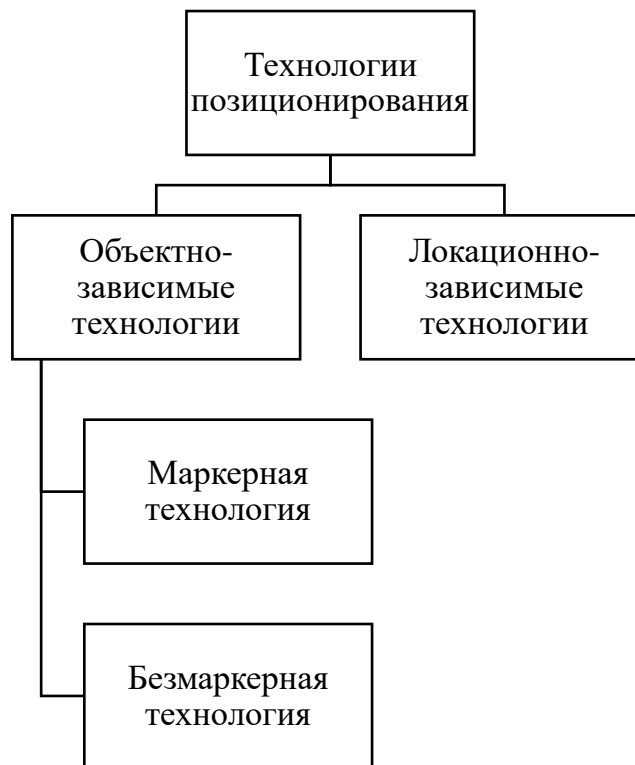 Технологии
позиционирования
Объектно-
зависимые
технологии
Локационно-
зависимые
технологии
Маркерная
технология
Безмаркерная
технология